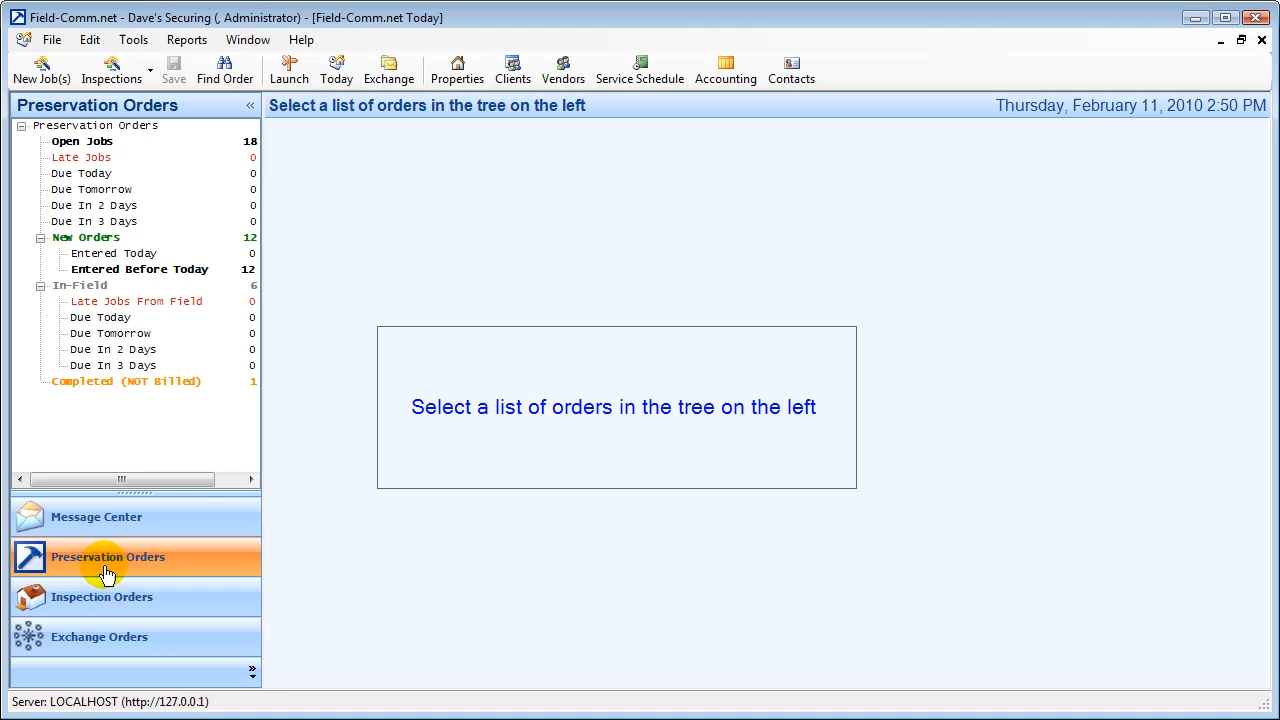 Field-Comm.net - Dave's Securing (, Administrator) - [Field-Comm.net Today]
File Edit Tools Reports Window Help
New Job(s) Inspections Save Find Order Launch Today Exchange Properties Clients Vendors Service Schedule Accounting Contacts
Preservation Orders «
Select a list of orders in the tree on the left Thursday, February 11, 2010 2:50 PM
Preservation Orders
Open Jobs 18
Late Jobs 0
Due Today 0
Due Tomorrow 0
Due In 2 Days 0
Due In 3 Days 0
New Orders 12
Entered Today 0
Entered Before Today 12
In-Field 6
Late Jobs From Field 0
Due Today 0
Due Tomorrow 0
Due In 2 Days 0
Due In 3 Days 0
Completed (NOT Billed) 1
Select a list of orders in the tree on the left
Message Center
Preservation Orders
Inspection Orders
Exchange Orders
»
Server: LOCALHOST (http://127.0.0.1)